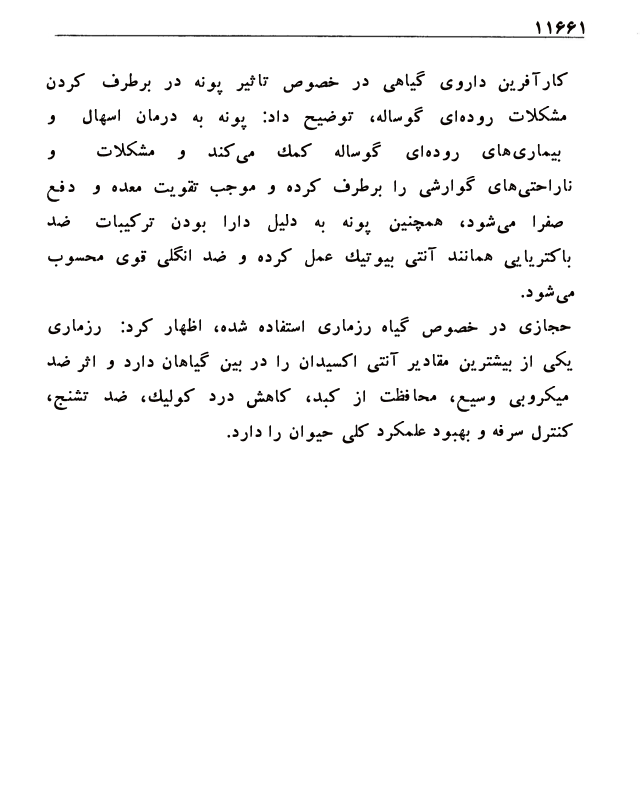 ۱۱۶۶۱
کارآفرین داروی گیاهی در خصوص تاثیر پونه در برطرف کردن
مشکلات روده‌ای گوساله، توضیح داد: پونه به درمان اسهال و
بیماری‌های روده‌ای گوساله کمك می‌کند و مشکلات و
ناراحتی‌های گوارشی را برطرف کرده و موجب تقویت معده و دفع
صفرا می‌شود، همچنین پونه به دلیل دارا بودن ترکیبات ضد
باکتریایی همانند آنتی بیوتیك عمل کرده و ضد انگلی قوی محسوب
می‌شود.
حجازی در خصوص گیاه رزماری استفاده شده، اظهار کرد: رزماری
یکی از بیشترین مقادیر آنتی اکسیدان را در بین گیاهان دارد و اثر ضد
میکروبی وسیع، محافظت از کبد، کاهش درد کولیك، ضد تشنج،
کنترل سرفه و بهبود علمکرد کلی حیوان را دارد.